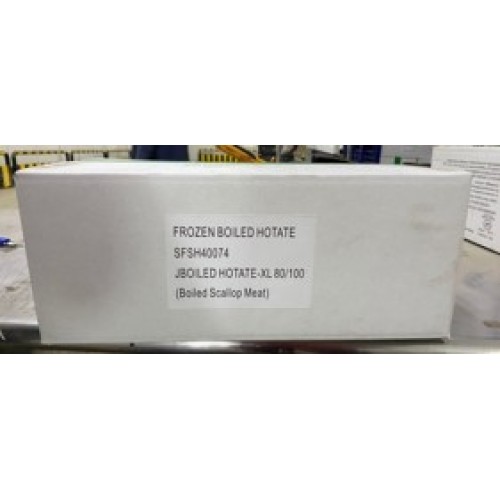 FROZEN BOILED HOTATE
SFSH40074
JBOILED HOTATE-XL 80/100
(Boiled Scallop Meat)